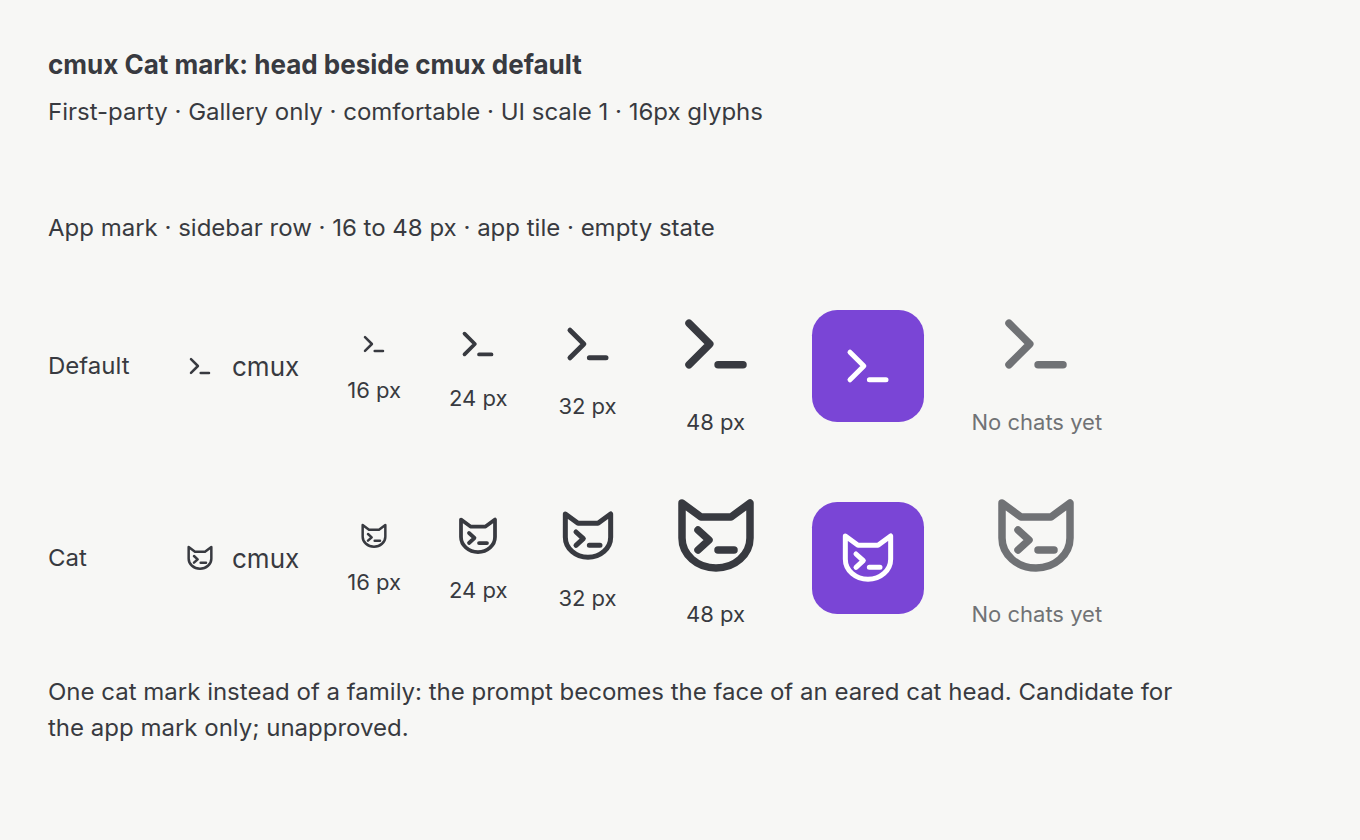 cmux Cat mark: head beside cmux default
First-party · Gallery only · comfortable · UI scale 1 · 16px glyphs
App mark · sidebar row · 16 to 48 px · app tile · empty state
Default
cmux
16 px
24 px
32 px
48 px
No chats yet
Cat
cmux
16 px
24 px
32 px
48 px
No chats yet
One cat mark instead of a family: the prompt becomes the face of an eared cat head. Candidate for
the app mark only; unapproved.